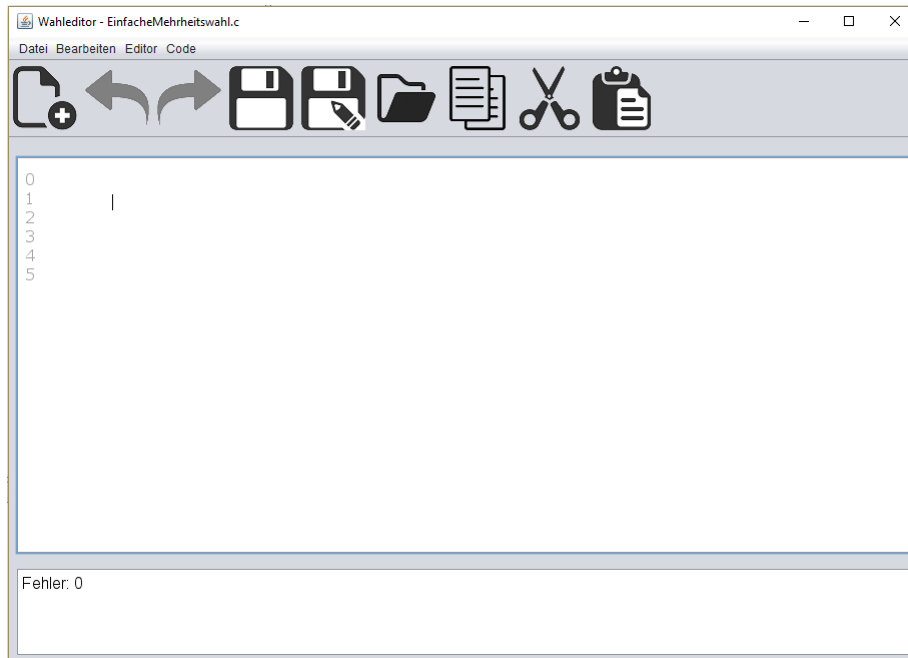 Wahleditor - EinfacheMehrheitswahl.c
Datei Bearbeiten Editor Code
0
1
2
3
4
5
Fehler: 0